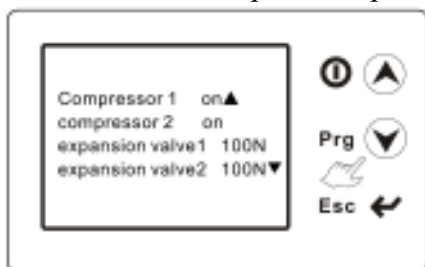 Compressor 1 on▲
compressor 2 on
expansion valve1 100N
expansion valve2 100N▼
Prg
Esc